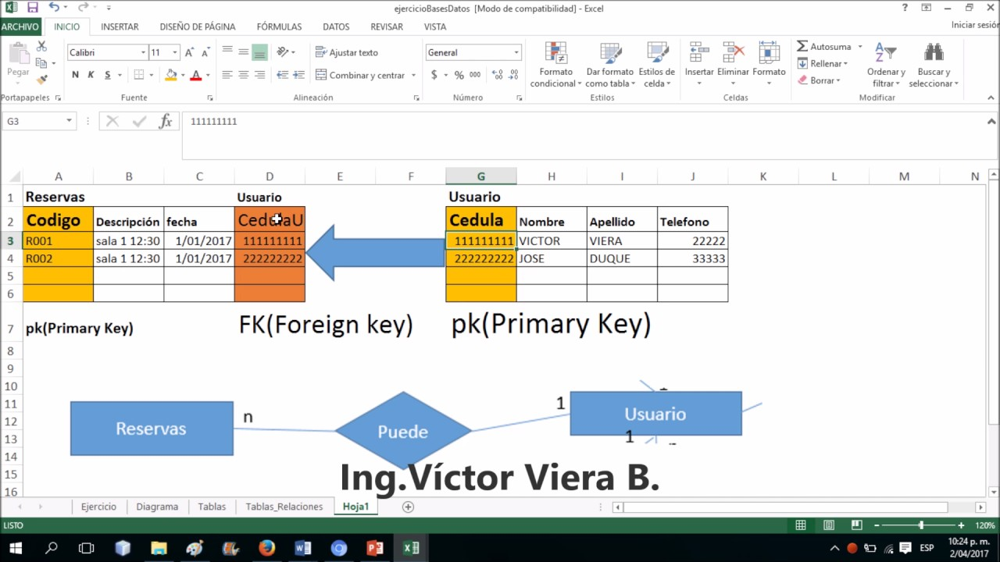 ejercicioBasesDatos [Modo de compatibilidad] - Excel
ARCHIVO INICIO INSERTAR DISEÑO DE PÁGINA FÓRMULAS DATOS REVISAR VISTA Iniciar sesión
Pegar
Calibri 11
N K S
Ajustar texto
Combinar y centrar
General
$ % 000
Formato condicional
Dar formato como tabla
Estilos de celda
Insertar Eliminar Formato
Autosuma
Rellenar
Borrar
Ordenar y filtrar
Buscar y seleccionar
Portapapeles Fuente Alineación Número Estilos Celdas Modificar
G3 fx 111111111
A B C D E F G H I J K L M N
1 Reservas Usuario Usuario
2 Codigo Descripción fecha CedulaU Cedula Nombre Apellido Telefono
3 R001 sala 1 12:30 1/01/2017 111111111 111111111 VICTOR VIERA 22222
4 R002 sala 1 12:30 1/01/2017 222222222 222222222 JOSE DUQUE 33333
5
6
7 pk(Primary Key) FK(Foreign key) pk(Primary Key)
8
9
10
11
12
13
14
15
16
Reservas n Puede 1 Usuario
1
Ing.Víctor Viera B.
Ejercicio Diagrama Tablas Tablas_Relaciones Hoja1
LISTO 120%
ESP 10:24 p. m.
2/04/2017